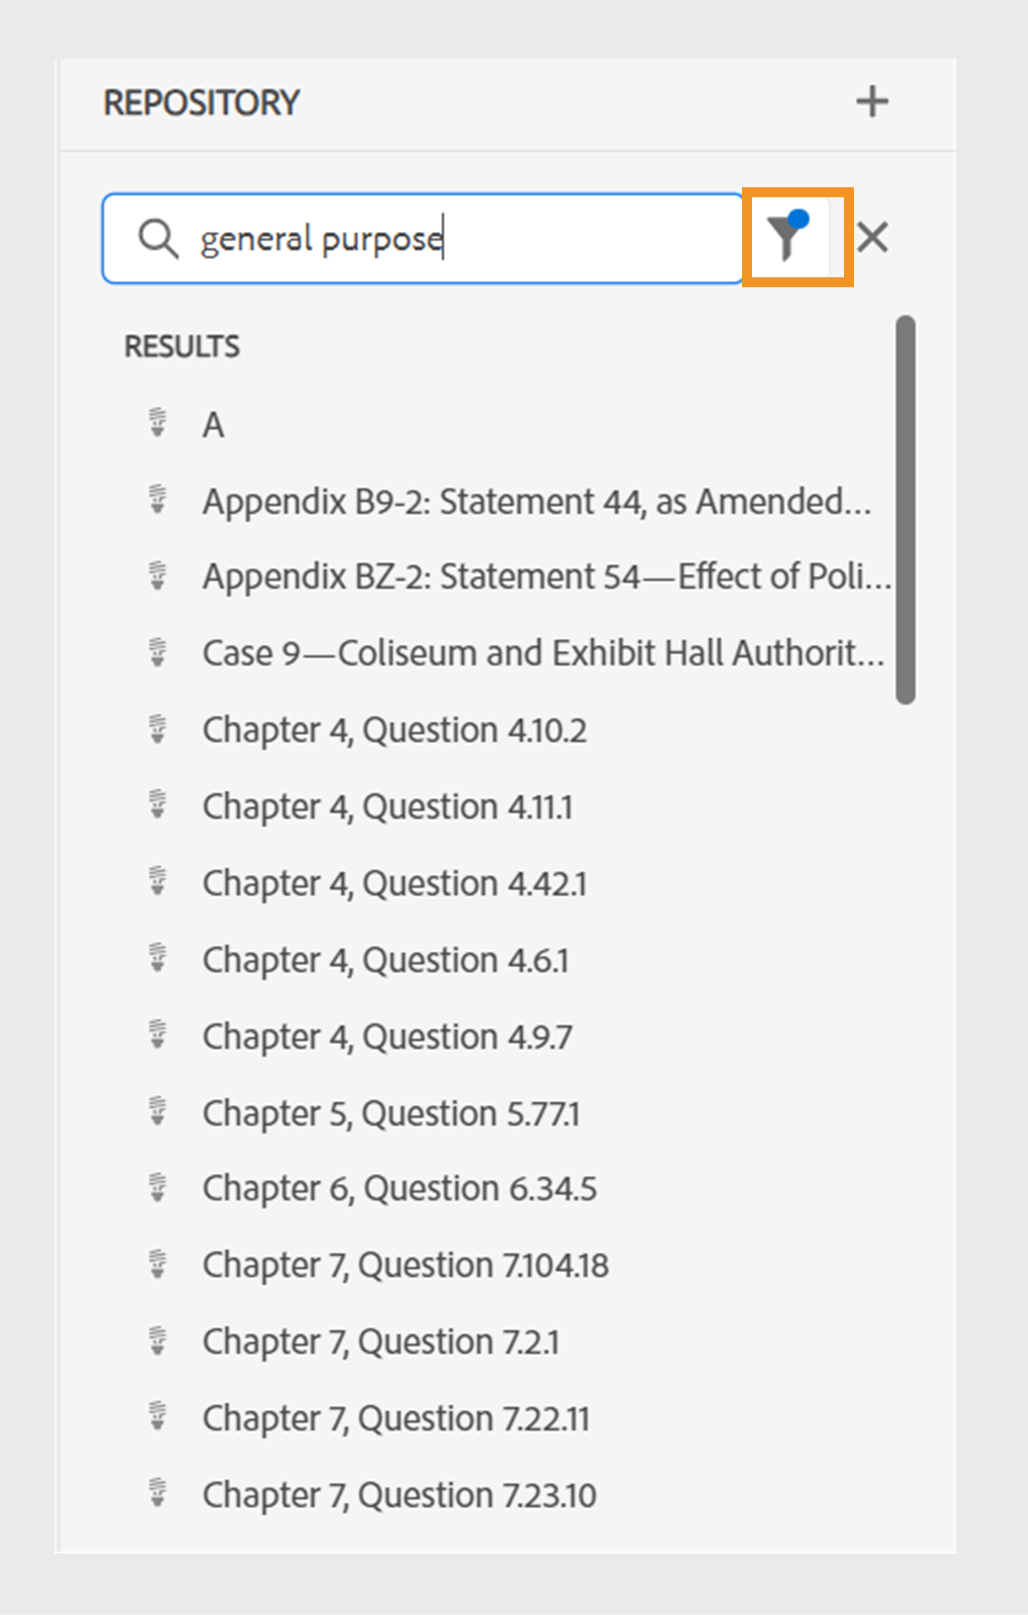 REPOSITORY
general purpose
RESULTS
A
Appendix B9-2: Statement 44, as Amended...
Appendix BZ-2: Statement 54—Effect of Poli...
Case 9—Coliseum and Exhibit Hall Authorit...
Chapter 4, Question 4.10.2
Chapter 4, Question 4.11.1
Chapter 4, Question 4.42.1
Chapter 4, Question 4.6.1
Chapter 4, Question 4.9.7
Chapter 5, Question 5.77.1
Chapter 6, Question 6.34.5
Chapter 7, Question 7.104.18
Chapter 7, Question 7.2.1
Chapter 7, Question 7.22.11
Chapter 7, Question 7.23.10